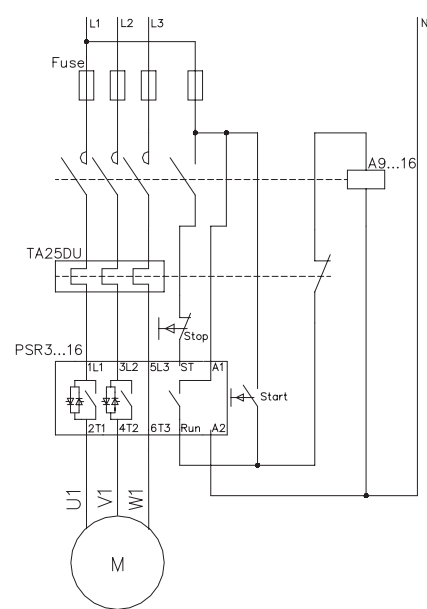 L1 L2 L3 N
Fuse
A9...16
TA25DU
Stop
PSR3...16
1L1 3L2 5L3 ST A1
Start
2T1 4T2 6T3 Run A2
U1 V1 W1
M